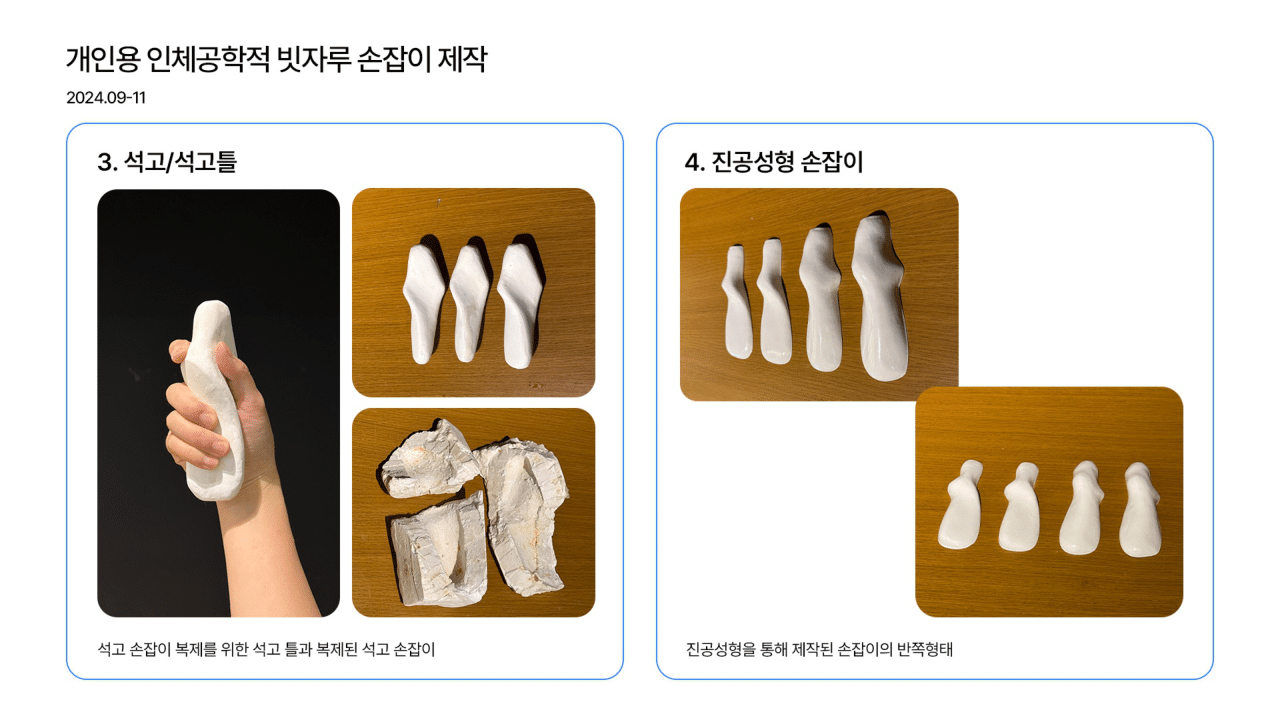 개인용 인체공학적 빗자루 손잡이 제작
2024.09-11
3. 석고/석고틀
석고 손잡이 복제를 위한 석고 틀과 복제된 석고 손잡이
4. 진공성형 손잡이
진공성형을 통해 제작된 손잡이의 반쪽형태